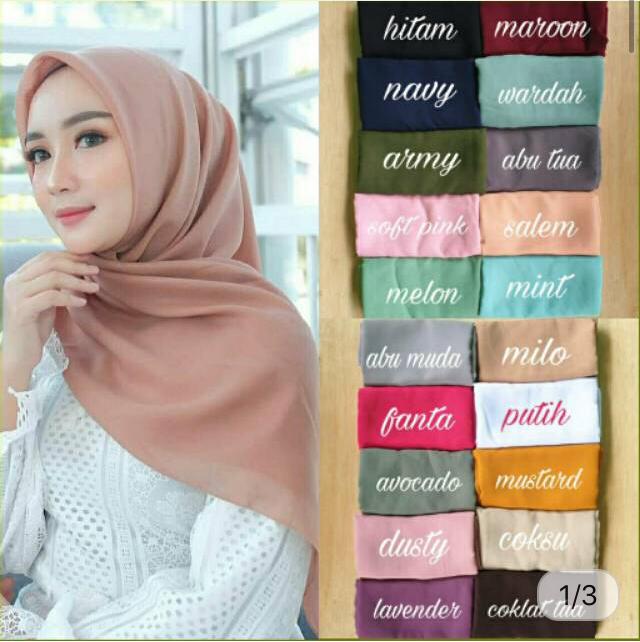 hitam maroon
navy wardah
army abu tua
soft pink salem
melon mint
abu muda milo
fanta putih
avocado mustard
dusty coksu
lavender coklat tua
1/3